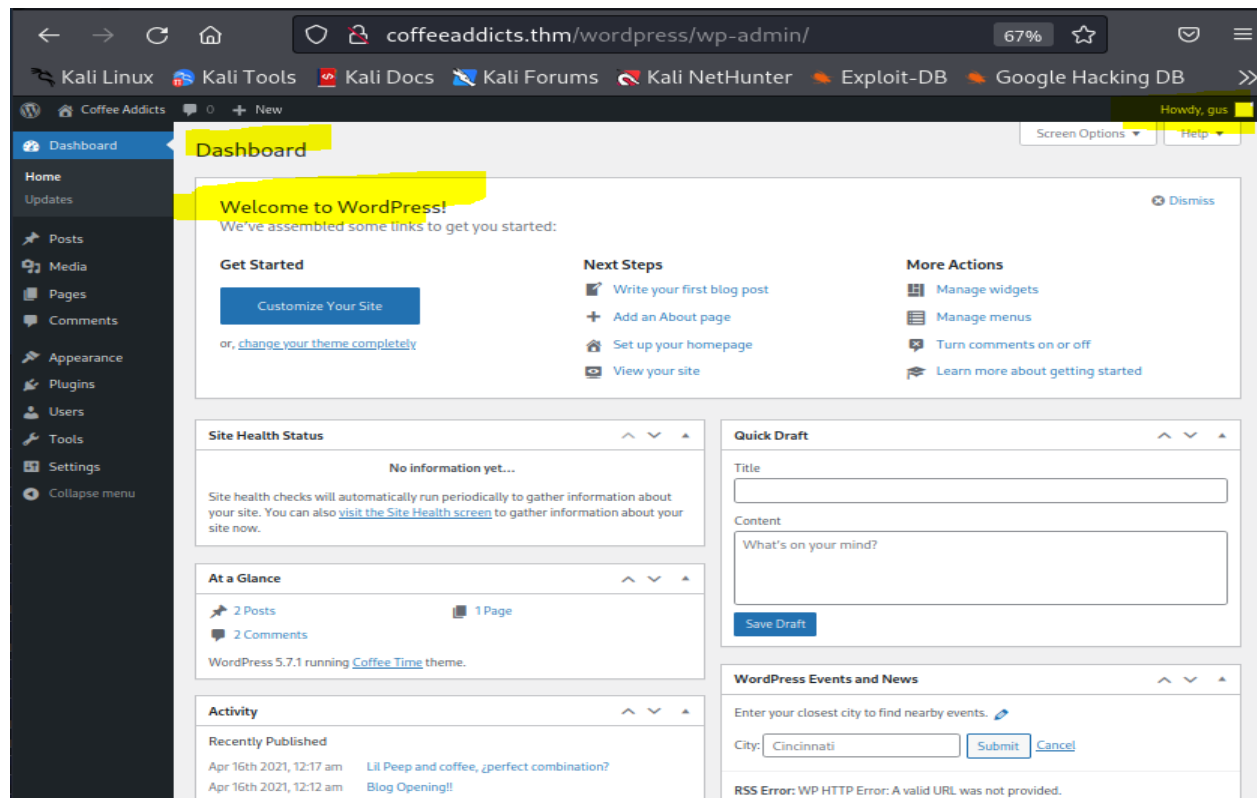 coffeeaddicts.thm/wordpress/wp-admin/ 67%
Kali Linux Kali Tools Kali Docs Kali Forums Kali NetHunter Exploit-DB Google Hacking DB
Coffee Addicts 0 + New Howdy, gus
Screen Options Help
Dashboard
Home
Updates
Posts
Media
Pages
Comments
Appearance
Plugins
Users
Tools
Settings
Collapse menu
Dashboard
Welcome to WordPress!
Dismiss
We've assembled some links to get you started:
Get Started
Customize Your Site
or, change your theme completely
Next Steps
Write your first blog post
Add an About page
Set up your homepage
View your site
More Actions
Manage widgets
Manage menus
Turn comments on or off
Learn more about getting started
Site Health Status
No information yet...
Site health checks will automatically run periodically to gather information about
your site. You can also visit the Site Health screen to gather information about your
site now.
At a Glance
2 Posts 1 Page
2 Comments
WordPress 5.7.1 running Coffee Time theme.
Activity
Recently Published
Apr 16th 2021, 12:17 am Lil Peep and coffee, ¿perfect combination?
Apr 16th 2021, 12:12 am Blog Opening!!
Quick Draft
Title
Content
What's on your mind?
Save Draft
WordPress Events and News
Enter your closest city to find nearby events.
City: Cincinnati Submit Cancel
RSS Error: WP HTTP Error: A valid URL was not provided.